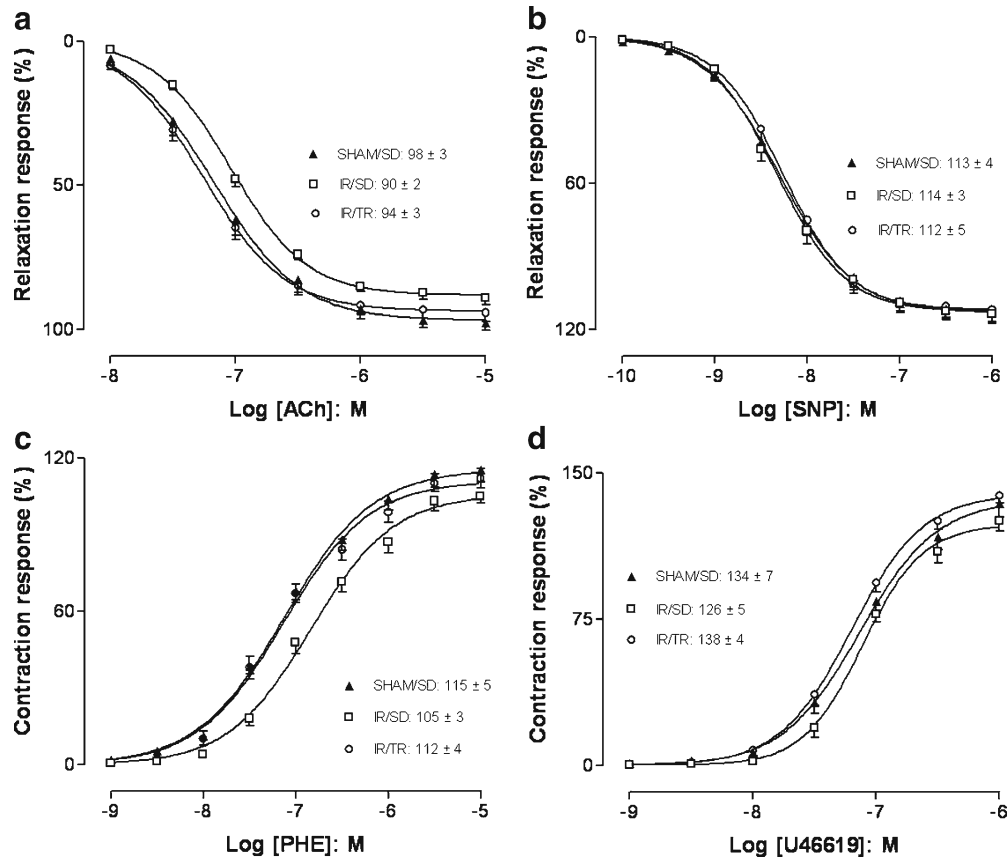 a
0
50
100
Relaxation response (%)
SHAM/SD: 98 ± 3
IR/SD: 90 ± 2
IR/TR: 94 ± 3
-8 -7 -6 -5
Log [ACh]: M
b
0
60
120
Relaxation response (%)
SHAM/SD: 113 ± 4
IR/SD: 114 ± 3
IR/TR: 112 ± 5
-10 -9 -8 -7 -6
Log [SNP]: M
c
120
60
0
Contraction response (%)
SHAM/SD: 115 ± 5
IR/SD: 105 ± 3
IR/TR: 112 ± 4
-9 -8 -7 -6 -5
Log [PHE]: M
d
150
75
0
Contraction response (%)
SHAM/SD: 134 ± 7
IR/SD: 126 ± 5
IR/TR: 138 ± 4
-9 -8 -7 -6
Log [U46619]: M